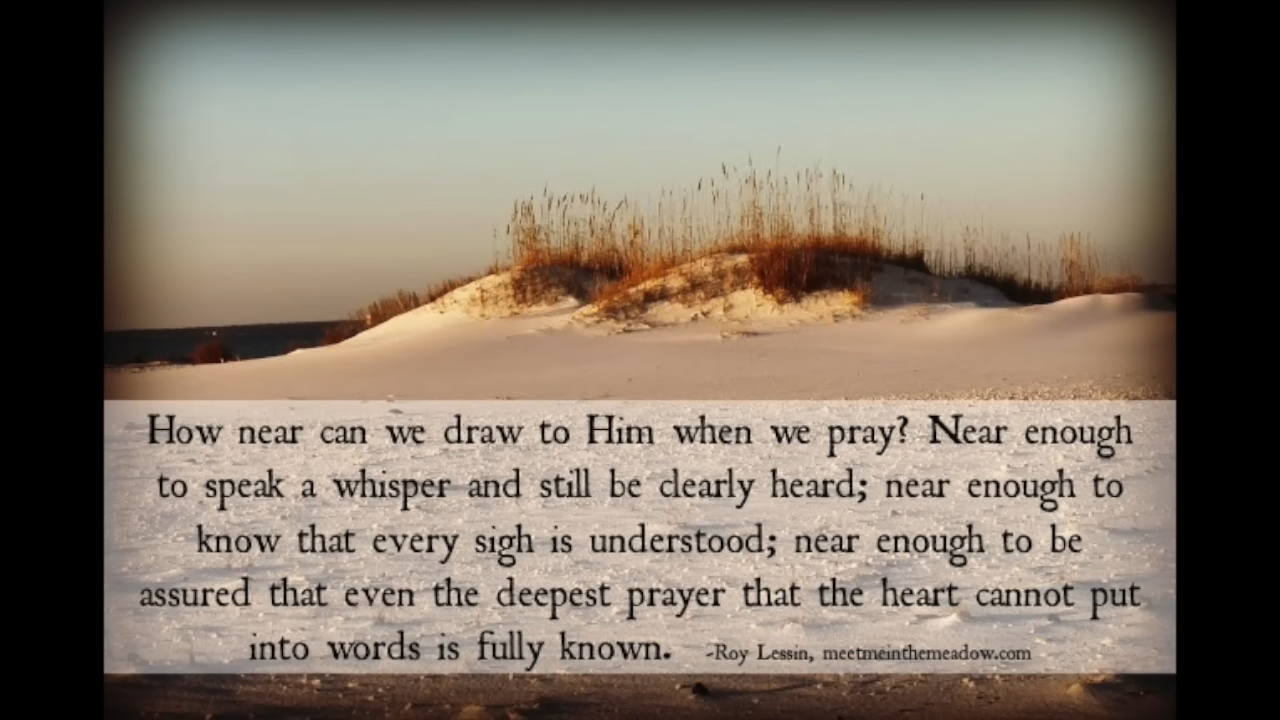 How near can we draw to Him when we pray? Near enough
to speak a whisper and still be clearly heard; near enough to
know that every sigh is understood; near enough to be
assured that even the deepest prayer that the heart cannot put
into words is fully known. -Roy Lessin, meetmeinthemeadow.com